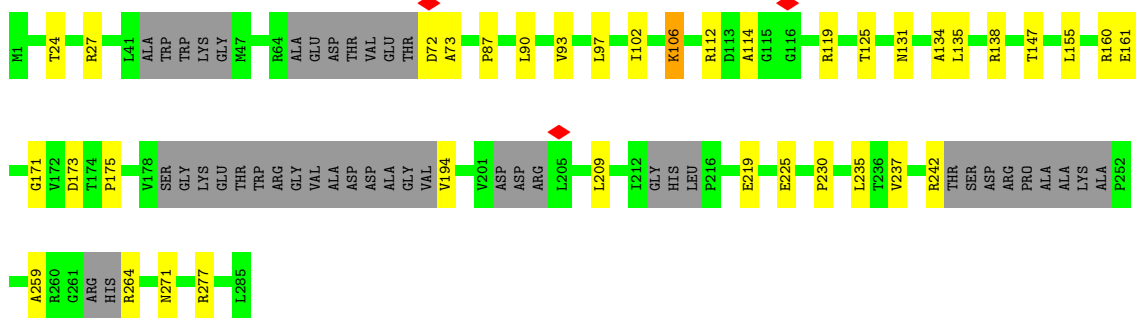 M1 T24 R27 L41 ALA TRP TRP LYS GLY M47 R64 ALA GLU ASP THR VAL GLU THR D72 A73 P87 L90 V93 L97 I102 K106 R112 D113 A114 G115 G116 R119 T125 N131 A134 L135 R138 T147 L155 R160 E161
G171 V172 D173 T174 P175 V178 SER GLY LYS GLU THR TRP ARG GLY VAL ALA ASP ASP ALA GLY VAL V194 V201 ASP ASP ARG L205 L209 I212 GLY HIS LEU P216 E219 E225 P230 L235 T236 V237 R242 THR SER ASP ARG PRO ALA ALA LYS ALA P252
A259 R260 G261 ARG HIS R264 N271 R277 L285